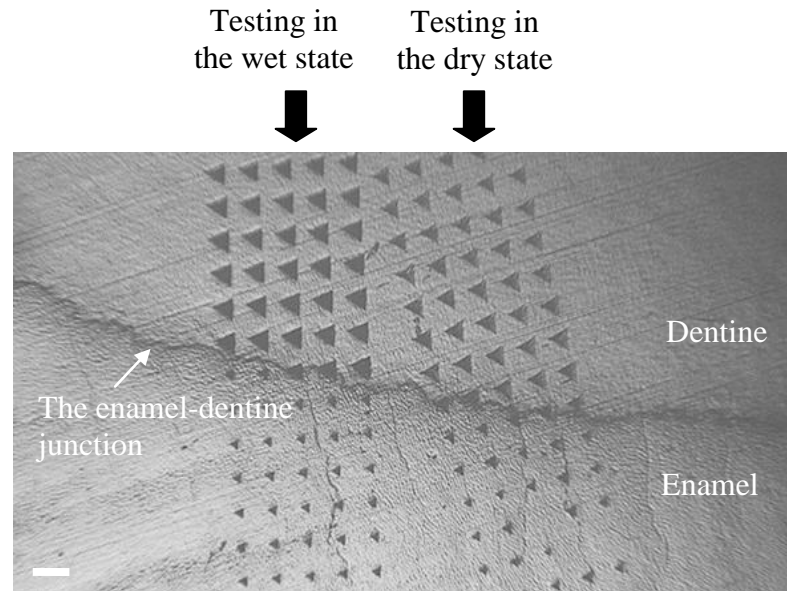 Testing in
the wet state
Testing in
the dry state
Dentine
The enamel-dentine
junction
Enamel